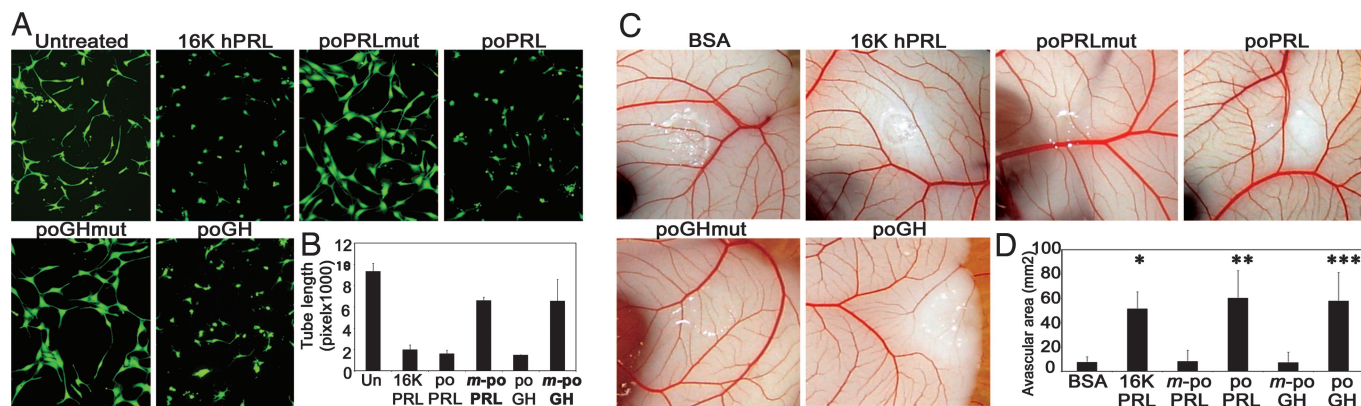 A
Untreated
16K hPRL
poPRLmut
poPRL
poGHmut
poGH
B
Tube length
(pixelx1000)
12
10
8
6
4
2
0
Un
16K
PRL
po
PRL
m-po
PRL
po
GH
m-po
GH
C
BSA
16K hPRL
poPRLmut
poPRL
poGHmut
poGH
D
Avascular area (mm2)
100
80
60
40
20
0
*
**
***
BSA
16K
PRL
m-po
PRL
po
PRL
m-po
GH
po
GH